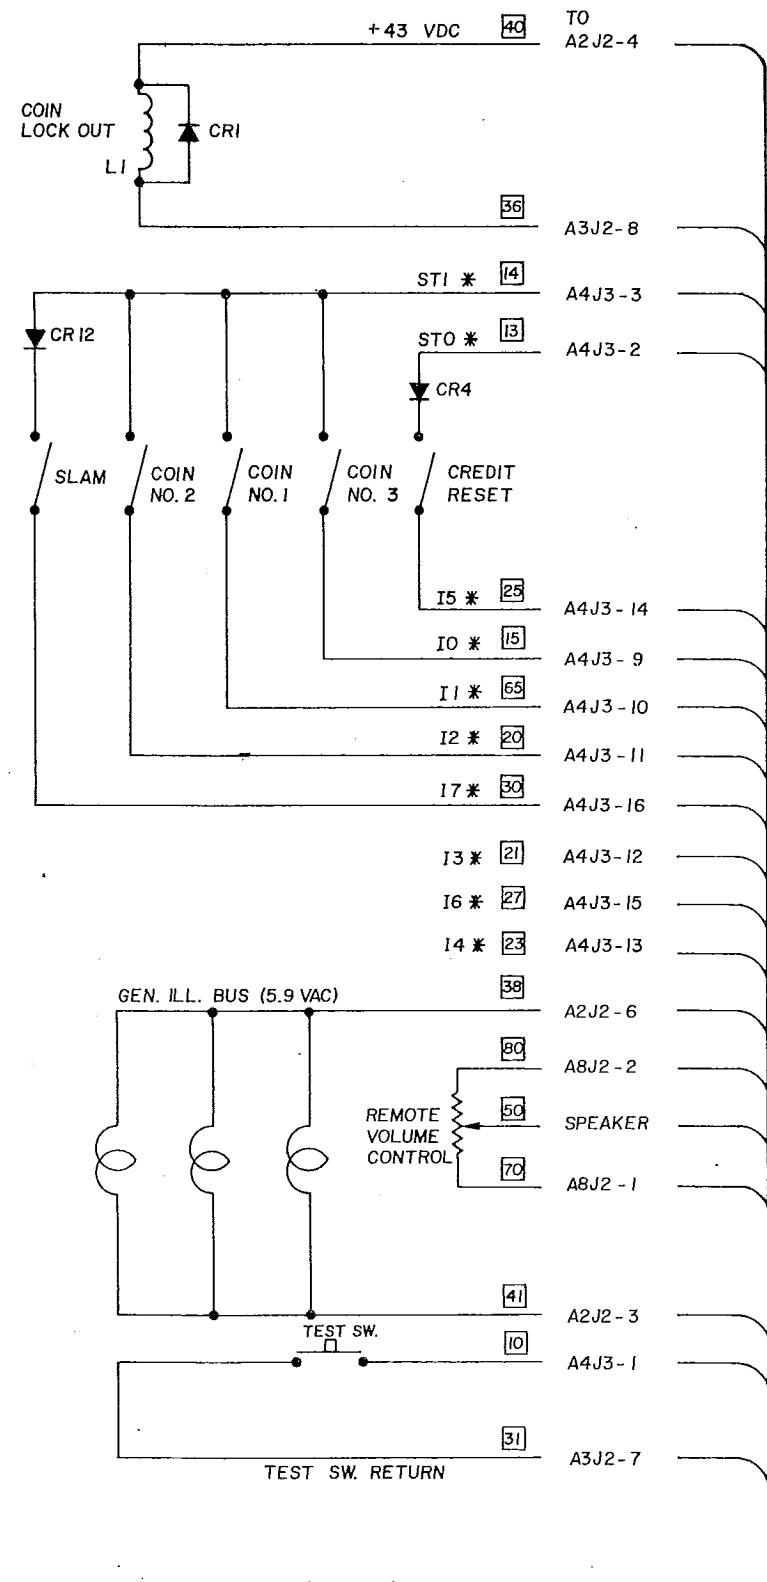 TO
+43 VDC 40 A2J2-4
COIN
LOCK OUT
CR1
L1
36 A3J2-8
ST1 * 14 A4J3-3
CR12
ST0 * 13 A4J3-2
CR4
SLAM
COIN
NO. 2
COIN
NO. 1
COIN
NO. 3
CREDIT
RESET
I5 * 25 A4J3-14
I0 * 15 A4J3-9
I1 * 65 A4J3-10
I2 * 20 A4J3-11
I7 * 30 A4J3-16
I3 * 21 A4J3-12
I6 * 27 A4J3-15
I4 * 23 A4J3-13
GEN. ILL. BUS (5.9 VAC) 38 A2J2-6
80 A8J2-2
REMOTE
VOLUME
CONTROL
50 SPEAKER
70 A8J2-1
41 A2J2-3
TEST SW.
10 A4J3-1
31 A3J2-7
TEST SW. RETURN